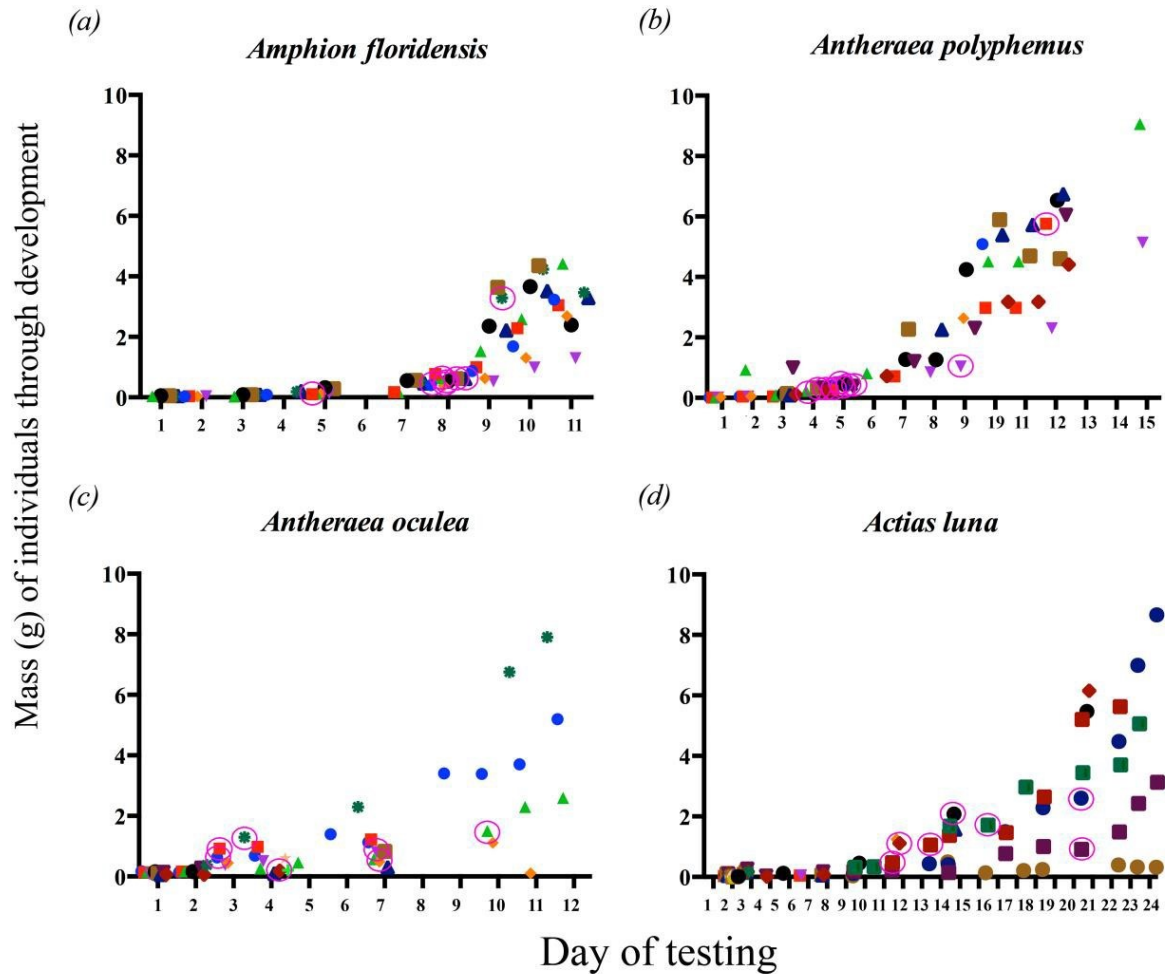 (a)
Amphion floridensis
(b)
Antheraea polyphemus
Mass (g) of individuals through development
10
8
6
4
2
0
1 2 3 4 5 6 7 8 9 10 11
10
8
6
4
2
0
1 2 3 4 5 6 7 8 9 19 11 12 13 14 15
(c)
Antheraea oculea
(d)
Actias luna
10
8
6
4
2
0
1 2 3 4 5 6 7 8 9 10 11 12
10
8
6
4
2
0
1 2 3 4 5 6 7 8 9 10 11 12 14 15 16 17 18 19 20 21 22 23 24
Day of testing